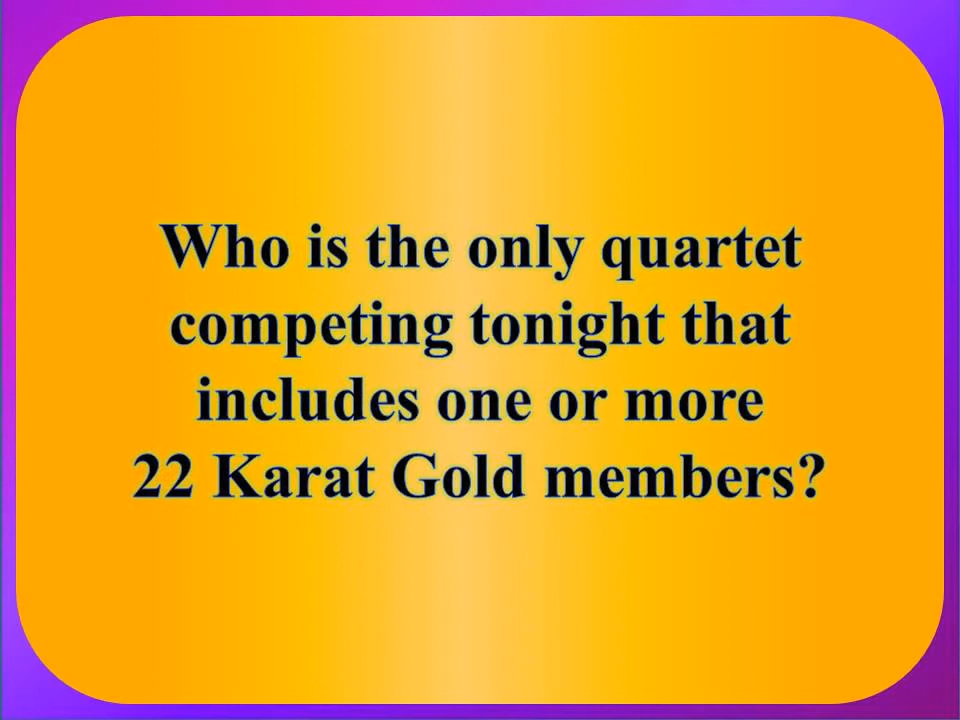 Who is the only quartet
competing tonight that
includes one or more
22 Karat Gold members?